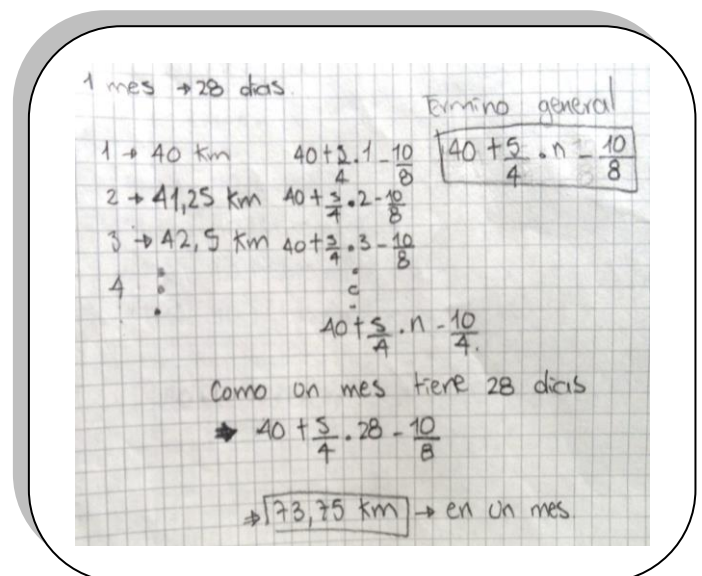 1 mes → 28 dias.
Termino general
40 + 5/4 . n - 10/8
1 → 40 Km 40 + 5/4 . 1 - 10/8
2 → 41,25 Km 40 + 5/4 . 2 - 10/8
3 → 42,5 Km 40 + 5/4 . 3 - 10/8
4
40 + 5/4 . n - 10/4.
Como un mes tiene 28 dias
⇒ 40 + 5/4 . 28 - 10/8
⇒ 73,75 Km → en un mes.